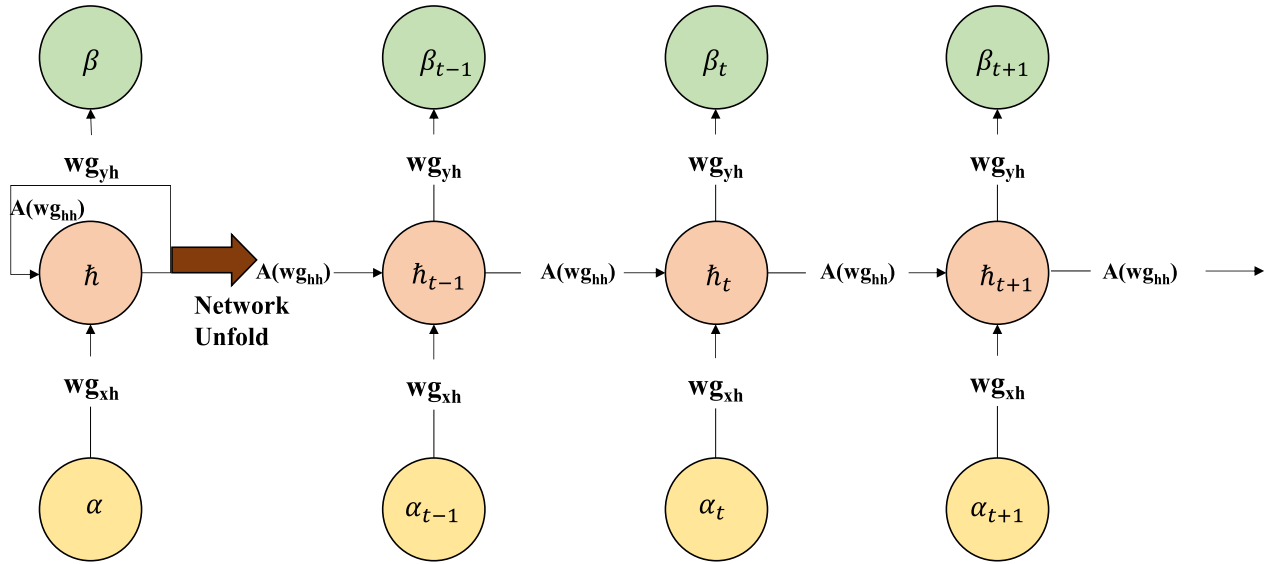 β β_{t−1} β_t β_{t+1}
wg_{yh} wg_{yh} wg_{yh} wg_{yh}
A(wg_{hh})
ħ A(wg_{hh}) ħ_{t−1} A(wg_{hh}) ħ_t A(wg_{hh}) ħ_{t+1} A(wg_{hh})
Network
Unfold
wg_{xh} wg_{xh} wg_{xh} wg_{xh}
α α_{t−1} α_t α_{t+1}